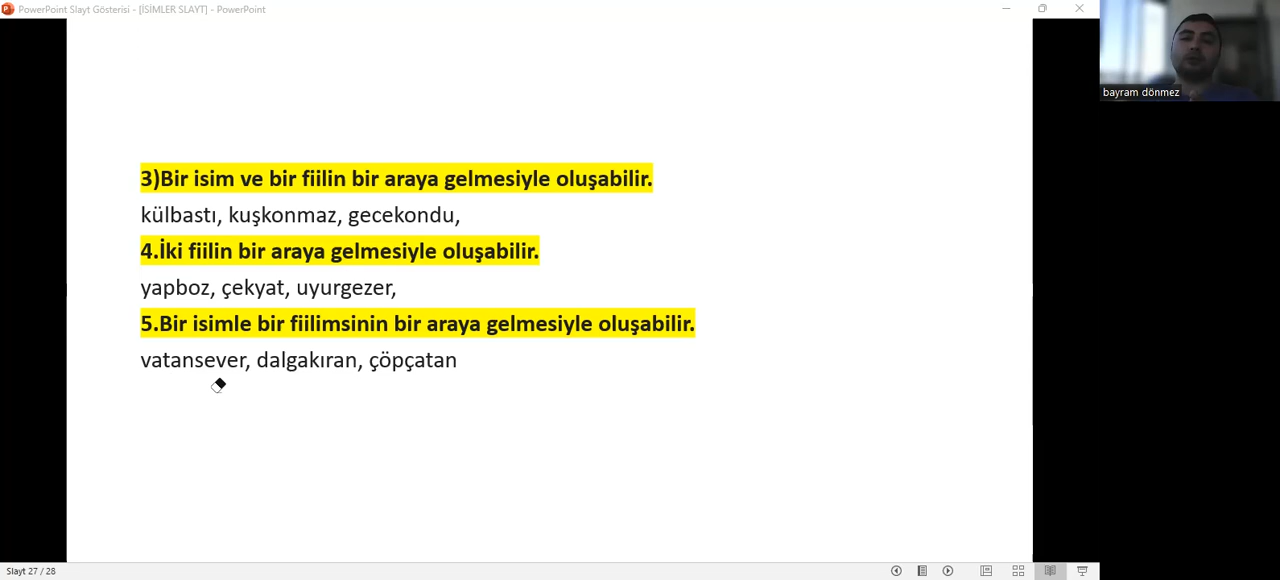 PowerPoint Slayt Gösterisi - [İSİMLER SLAYT] - PowerPoint
bayram dönmez
3)Bir isim ve bir fiilin bir araya gelmesiyle oluşabilir.
külbastı, kuşkonmaz, gecekondu,
4.İki fiilin bir araya gelmesiyle oluşabilir.
yapboz, çekyat, uyurgezer,
5.Bir isimle bir fiilimsinin bir araya gelmesiyle oluşabilir.
vatansever, dalgakıran, çöpçatan
Slayt 27 / 28